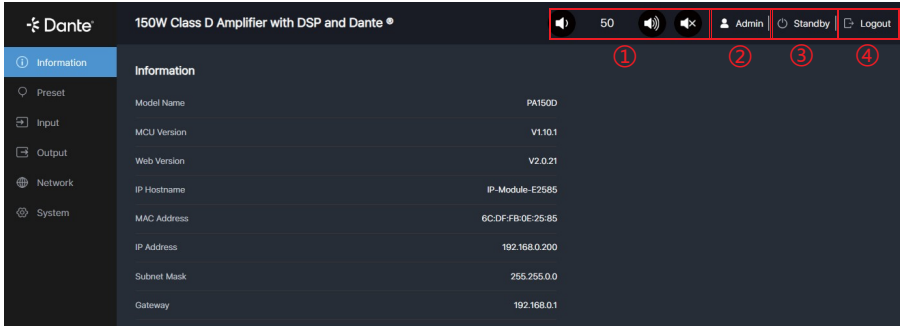 Dante®
150W Class D Amplifier with DSP and Dante ®
50
Admin
Standby
Logout
①
②
③
④
Information
Preset
Input
Output
Network
System
Information
Model Name PA150D
MCU Version V1.10.1
Web Version V2.0.21
IP Hostname IP-Module-E2585
MAC Address 6C:DF:FB:0E:25:85
IP Address 192.168.0.200
Subnet Mask 255.255.0.0
Gateway 192.168.0.1